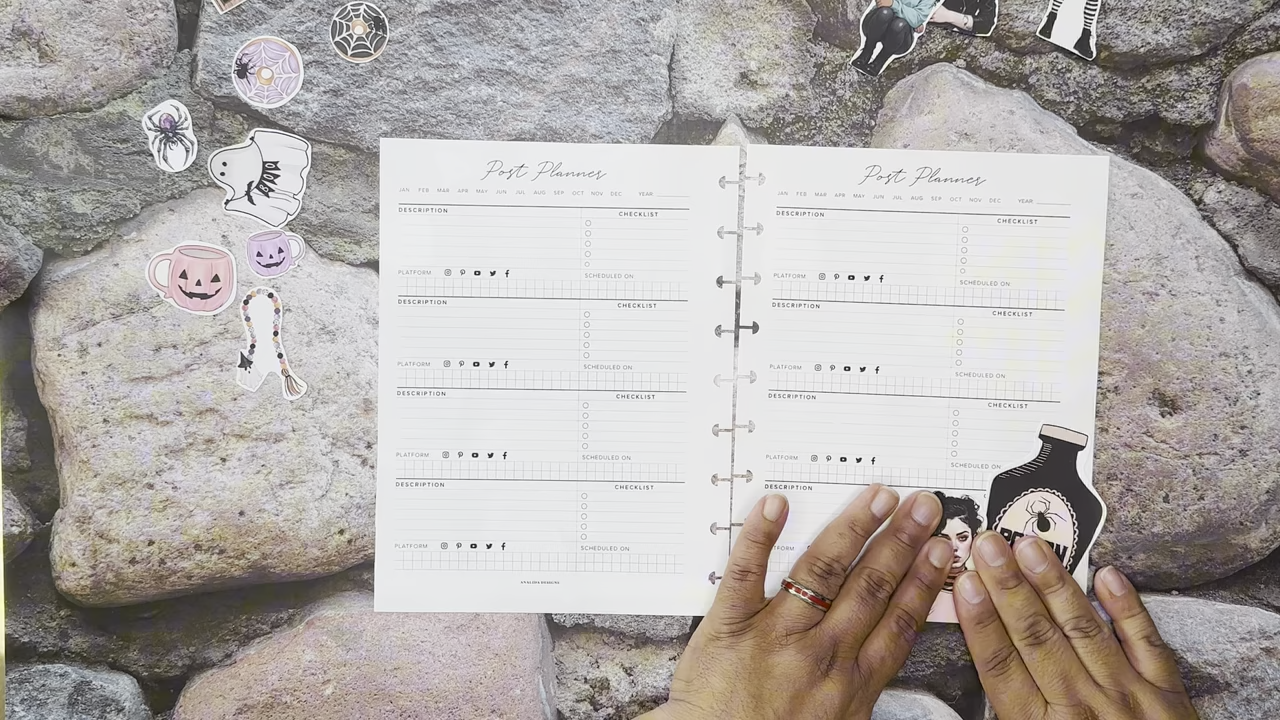 Post Planner
JAN FEB MAR APR MAY JUN JUL AUG SEP OCT NOV DEC YEAR
DESCRIPTION CHECKLIST
PLATFORM SCHEDULED ON
DESCRIPTION CHECKLIST
PLATFORM SCHEDULED ON
DESCRIPTION CHECKLIST
PLATFORM SCHEDULED ON
DESCRIPTION CHECKLIST
PLATFORM SCHEDULED ON
Post Planner
JAN FEB MAR APR MAY JUN JUL AUG SEP OCT NOV DEC YEAR
DESCRIPTION CHECKLIST
PLATFORM SCHEDULED ON
DESCRIPTION CHECKLIST
PLATFORM SCHEDULED ON
DESCRIPTION CHECKLIST
PLATFORM SCHEDULED ON
DESCRIPTION